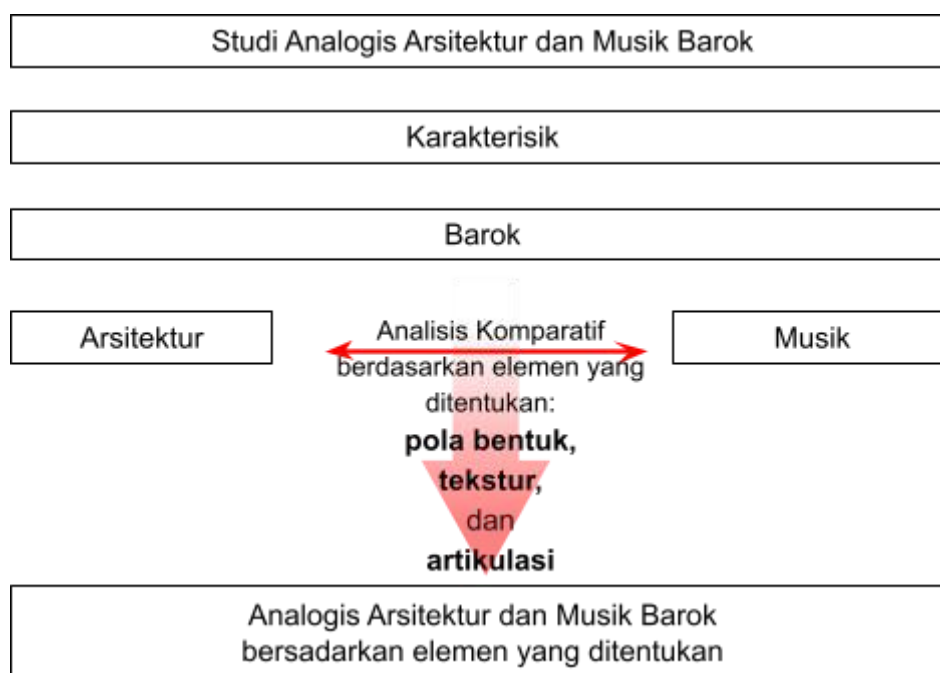 Studi Analogis Arsitektur dan Musik Barok
Karakterisik
Barok
Arsitektur
Analisis Komparatif
berdasarkan elemen yang
ditentukan:
pola bentuk,
tekstur,
dan
artikulasi
Musik
Analogis Arsitektur dan Musik Barok
bersadarkan elemen yang ditentukan